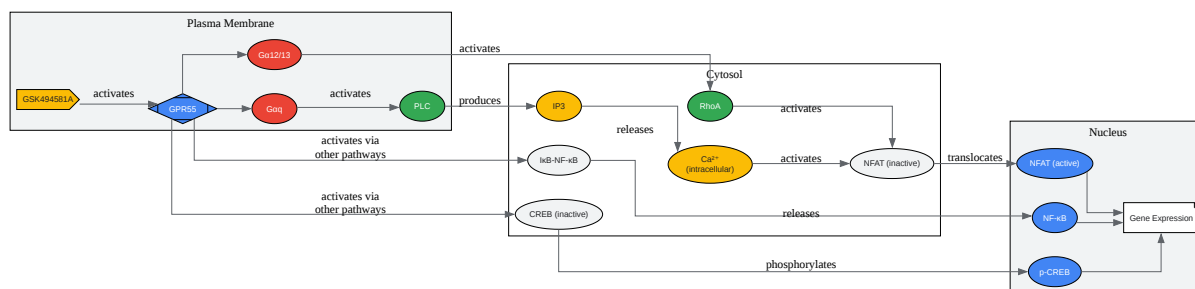 Plasma Membrane
Gα12/13
activates
GSK494581A
activates
GPR55
Gαq
activates
PLC
produces
activates via
other pathways
activates via
other pathways
Cytosol
IP3
RhoA
releases
activates
IκB-NF-κB
Ca²⁺
(intracellular)
activates
NFAT (inactive)
translocates
CREB (inactive)
releases
phosphorylates
Nucleus
NFAT (active)
NF-κB
Gene Expression
p-CREB